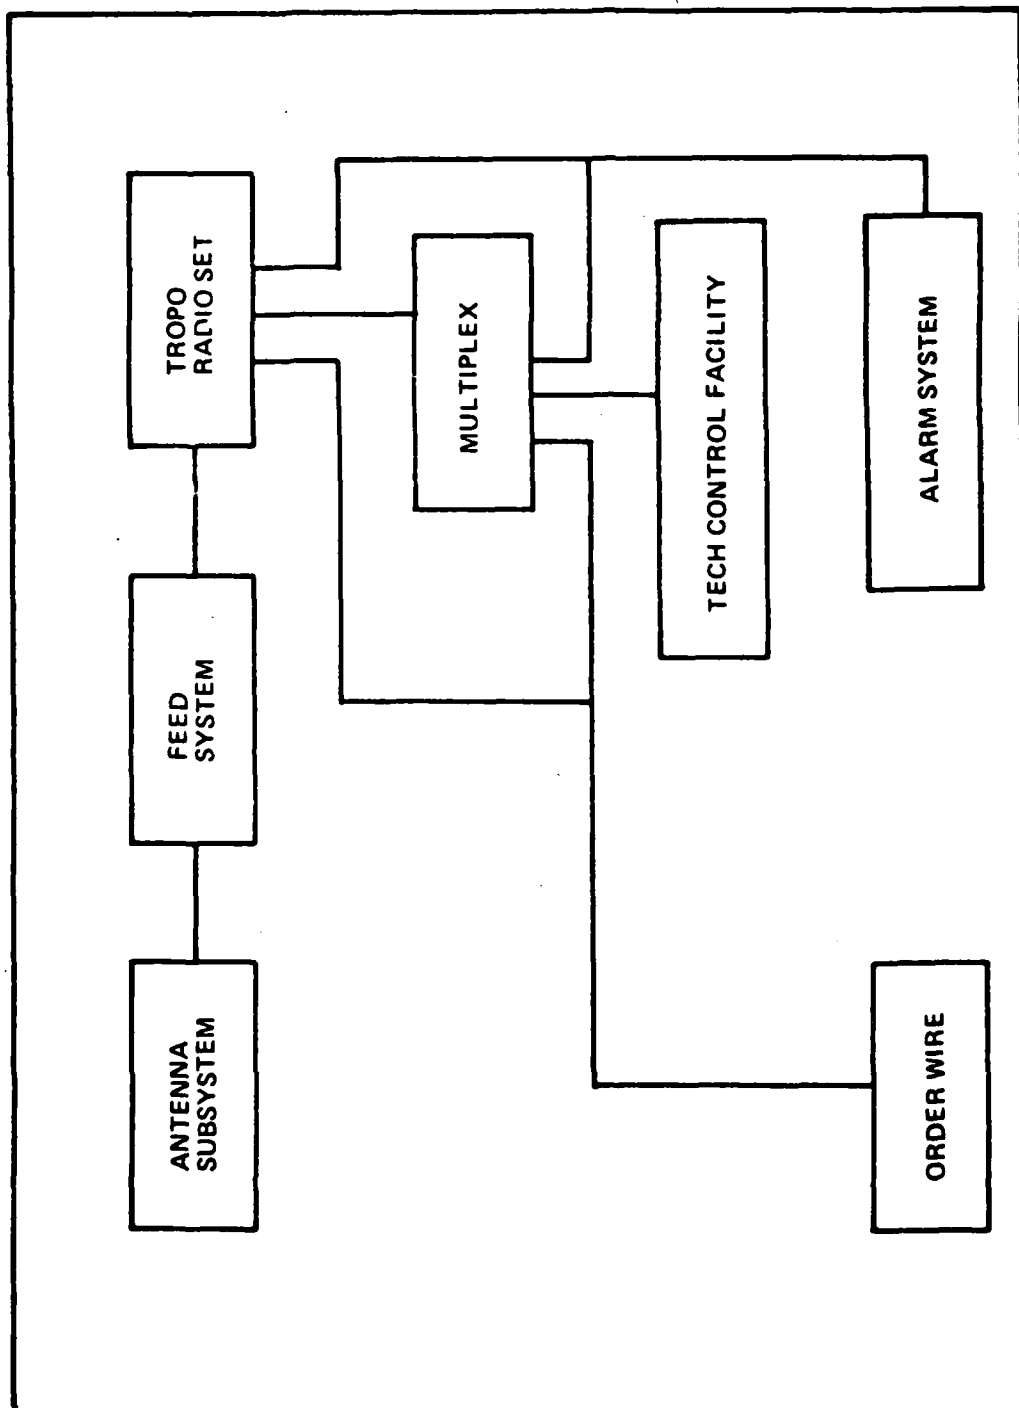 ANTENNA
SUBSYSTEM
FEED
SYSTEM
TROPO
RADIO SET
MULTIPLEX
TECH CONTROL FACILITY
ORDER WIRE
ALARM SYSTEM